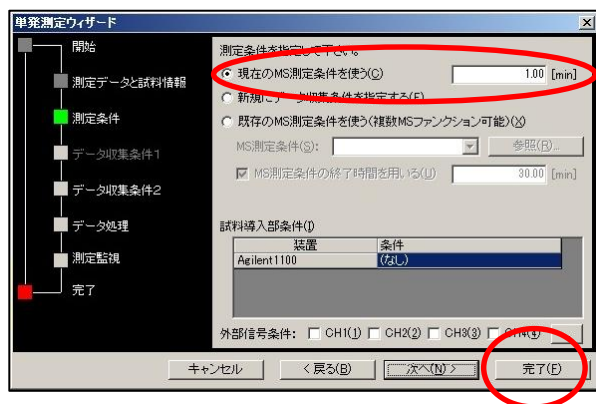 単発測定ウィザード
開始
測定データと試料情報
測定条件
データ収集条件1
データ収集条件2
データ処理
測定監視
完了
測定条件を指定して下さい。
現在のMS測定条件を使う(C) 1.00 [min]
新規にデータ収集条件を指定する(E)
既存のMS測定条件を使う(複数MSファンクション可能)(X)
MS測定条件(S): 参照(R)...
MS測定条件の終了時間を用いる(U) 30.00 [min]
試料導入部条件(I)
装置 条件
Agilent1100 (なし)
外部信号条件: CH1(1) CH2(2) CH3(3) CH4(4) ...
キャンセル <戻る(B) 次へ(N)> 完了(F)